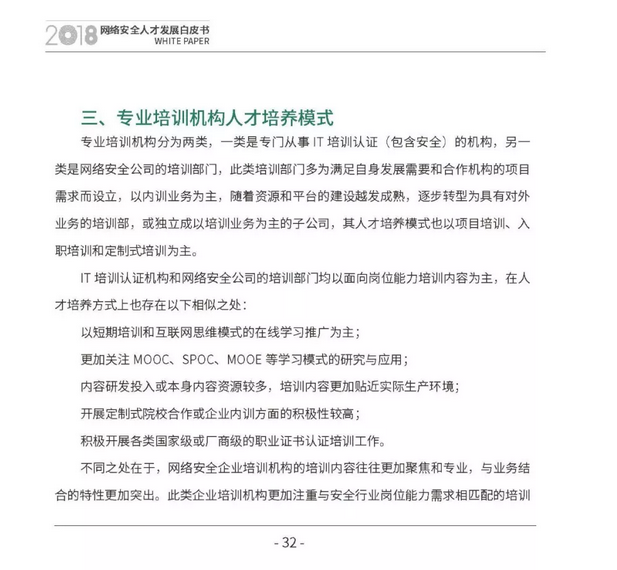 2018 网络安全人才发展白皮书
WHITE PAPER
三、专业培训机构人才培养模式
专业培训机构分为两类，一类是专门从事 IT 培训认证（包含安全）的机构，另一
类是网络安全公司的培训部门，此类培训部门多为满足自身发展需要和合作机构的项目
需求而设立，以内训业务为主，随着资源和平台的建设越发成熟，逐步转型为具有对外
业务的培训部，或独立成以培训业务为主的子公司，其人才培养模式也以项目培训、入
职培训和定制式培训为主。
IT 培训认证机构和网络安全公司的培训部门均以面向岗位能力培训内容为主，在人
才培养方式上也存在以下相似之处：
以短期培训和互联网思维模式的在线学习推广为主；
更加关注 MOOC、SPOC、MOOE 等学习模式的研究与应用；
内容研发投入或本身内容资源较多，培训内容更加贴近实际生产环境；
开展定制式院校合作或企业内训方面的积极性较高；
积极开展各类国家级或厂商级的职业证书认证培训工作。
不同之处在于，网络安全企业培训机构的培训内容往往更加聚焦和专业，与业务结
合的特性更加突出。此类企业培训机构更加注重与安全行业岗位能力需求相匹配的培训
- 32 -